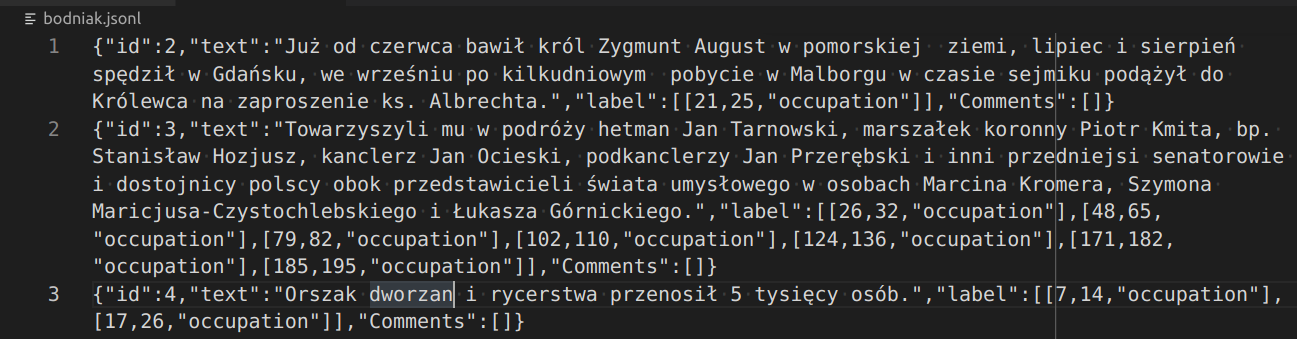 bodniak.jsonl
1 {"id":2,"text":"Już od czerwca bawił król Zygmunt August w pomorskiej  ziemi, lipiec i sierpień
spędził w Gdańsku, we wrześniu po kilkudniowym  pobycie w Malborgu w czasie sejmiku podążył do
Królewca na zaproszenie ks. Albrechta.","label":[[21,25,"occupation"]],"Comments":[]}
2 {"id":3,"text":"Towarzyszyli mu w podróży hetman Jan Tarnowski, marszałek koronny Piotr Kmita, bp.
Stanisław Hozjusz, kanclerz Jan Ocieski, podkanclerzy Jan Przerębski i inni przedniejsi senatorowie
i dostojnicy polscy obok przedstawicieli świata umysłowego w osobach Marcina Kromera, Szymona
Maricjusa-Czystochlebskiego i Łukasza Górnickiego.","label":[[26,32,"occupation"],[48,65,
"occupation"],[79,82,"occupation"],[102,110,"occupation"],[124,136,"occupation"],[171,182,
"occupation"],[185,195,"occupation"]],"Comments":[]}
3 {"id":4,"text":"Orszak dworzan i rycerstwa przenosił 5 tysięcy osób.","label":[[7,14,"occupation"],
[17,26,"occupation"]],"Comments":[]}